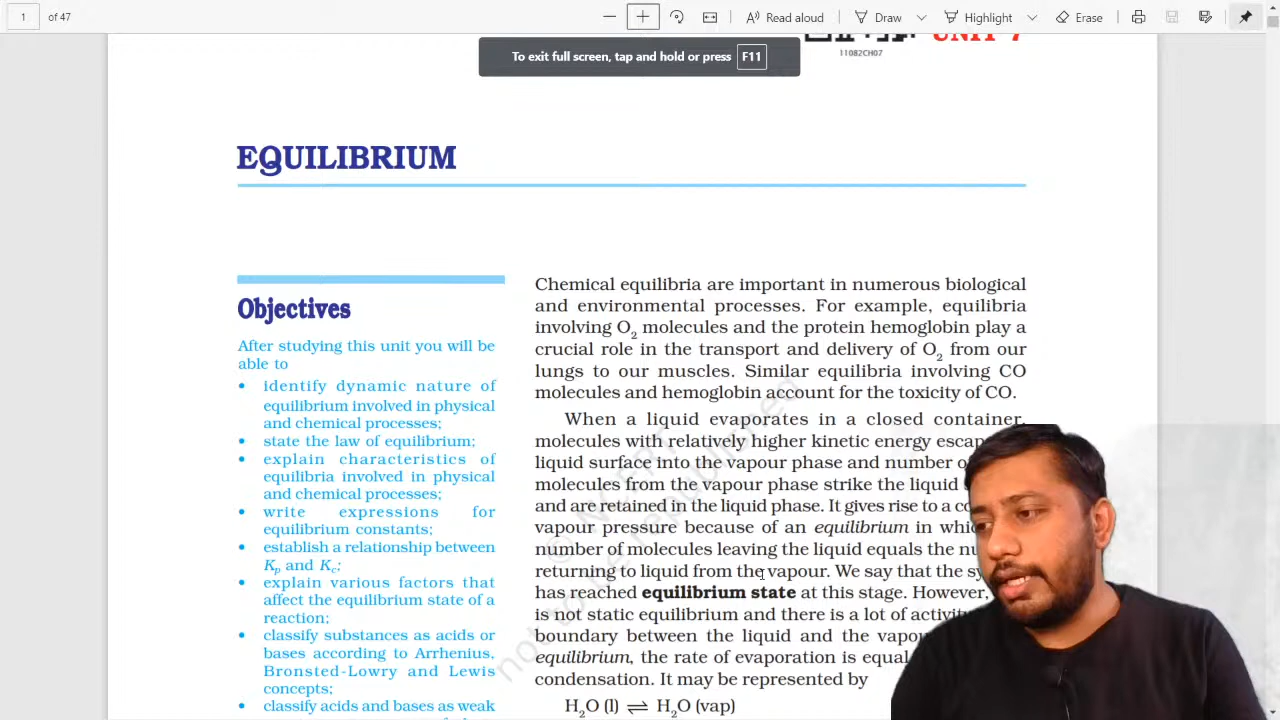 1 of 47
Read aloud
Draw
Highlight
Erase
To exit full screen, tap and hold or press F11
11082CH07
EQUILIBRIUM
Objectives
After studying this unit you will be
able to
• identify dynamic nature of
equilibrium involved in physical
and chemical processes;
• state the law of equilibrium;
• explain characteristics of
equilibria involved in physical
and chemical processes;
• write expressions for
equilibrium constants;
• establish a relationship between
Kp and Kc;
• explain various factors that
affect the equilibrium state of a
reaction;
• classify substances as acids or
bases according to Arrhenius,
Bronsted-Lowry and Lewis
concepts;
• classify acids and bases as weak
Chemical equilibria are important in numerous biological
and environmental processes. For example, equilibria
involving O2 molecules and the protein hemoglobin play a
crucial role in the transport and delivery of O2 from our
lungs to our muscles. Similar equilibria involving CO
molecules and hemoglobin account for the toxicity of CO.
When a liquid evaporates in a closed container,
molecules with relatively higher kinetic energy
liquid surface into the vapour phase and number
molecules from the vapour phase strike the liquid
and are retained in the liquid phase. It gives rise to a
vapour pressure because of an equilibrium in
number of molecules leaving the liquid equals the
returning to liquid from the vapour. We say that the
has reached equilibrium state at this stage. However,
is not static equilibrium and there is a lot of
boundary between the liquid and the
equilibrium, the rate of evaporation is equal
condensation. It may be represented by
H2O (l) ⇌ H2O (vap)
© NCERT
not to be republished